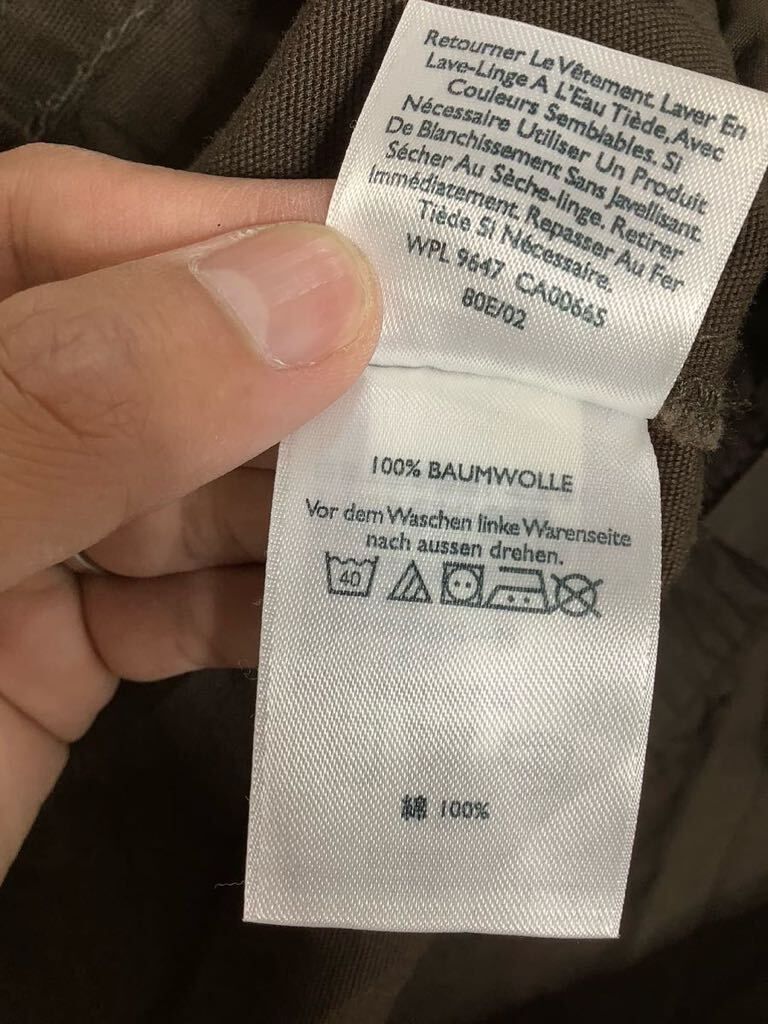 Retourner Le Vêtement. Laver En
Lave-Linge A L'Eau Tiède, Avec
Couleurs Semblables. Si
Nécessaire Utiliser Un Produit
De Blanchissement Sans Javellisant.
Sécher Au Sèche-linge. Retirer
Immédiatement. Repasser Au Fer
Tiède Si Nécessaire.
WPL 9647 CA00665
80E/02
100% BAUMWOLLE
Vor dem Waschen linke Warenseite
nach aussen drehen.
40
綿 100%